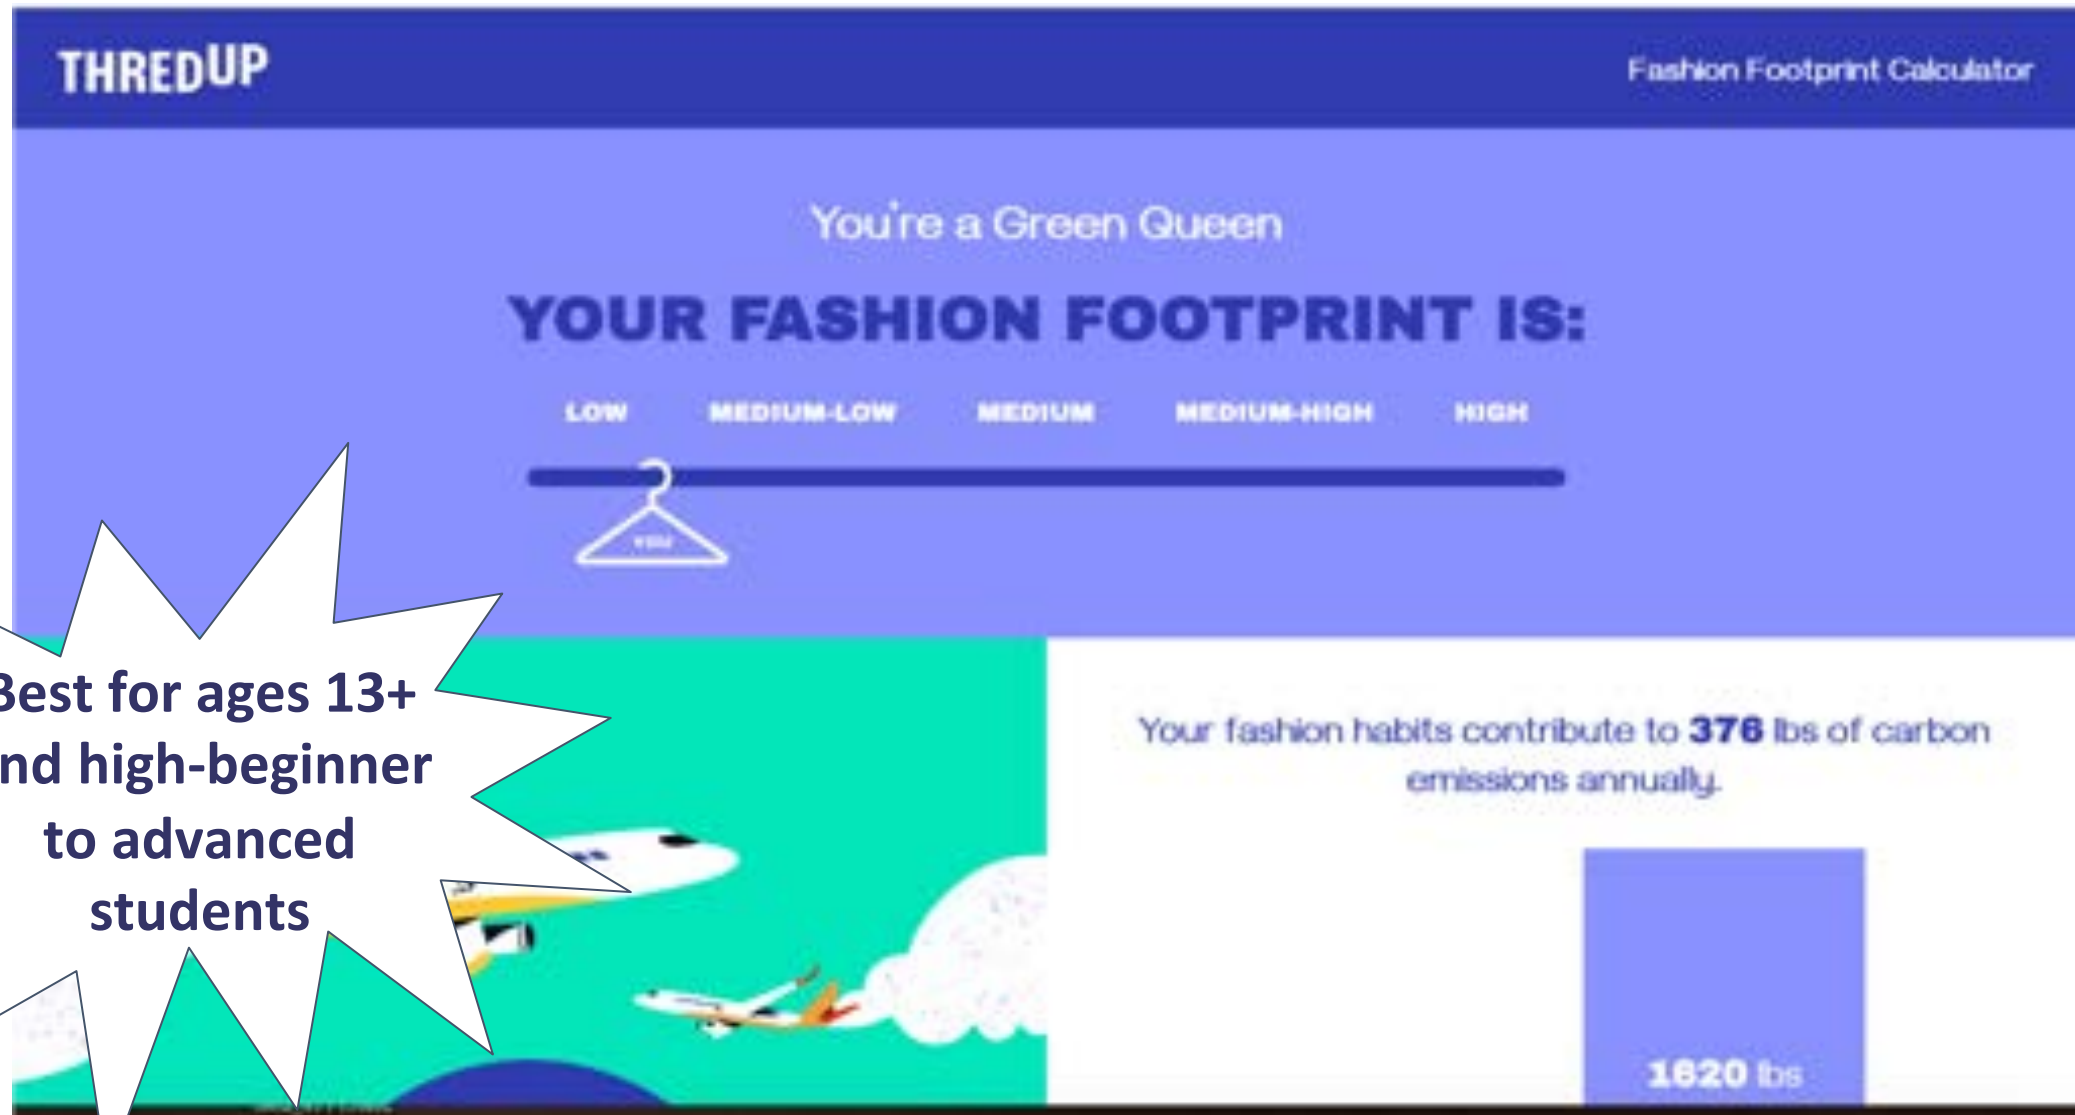 THREDUP
Fashion Footprint Calculator
You're a Green Queen
YOUR FASHION FOOTPRINT IS:
LOW MEDIUM-LOW MEDIUM MEDIUM-HIGH HIGH
YOU
Best for ages 13+
nd high-beginner
to advanced
students
Your fashion habits contribute to 376 lbs of carbon
emissions annually.
1620 lbs